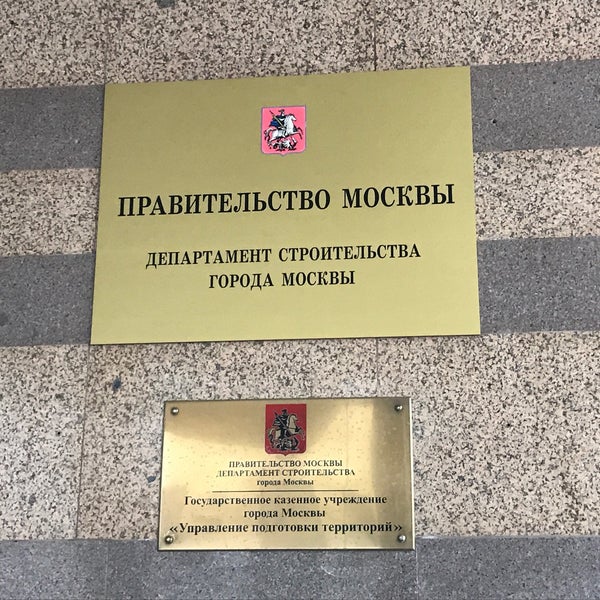 ПРАВИТЕЛЬСТВО МОСКВЫ
ДЕПАРТАМЕНТ СТРОИТЕЛЬСТВА
ГОРОДА МОСКВЫ
ПРАВИТЕЛЬСТВО МОСКВЫ
ДЕПАРТАМЕНТ СТРОИТЕЛЬСТВА
города Москвы
Государственное казенное учреждение
города Москвы
«Управление подготовки территорий»